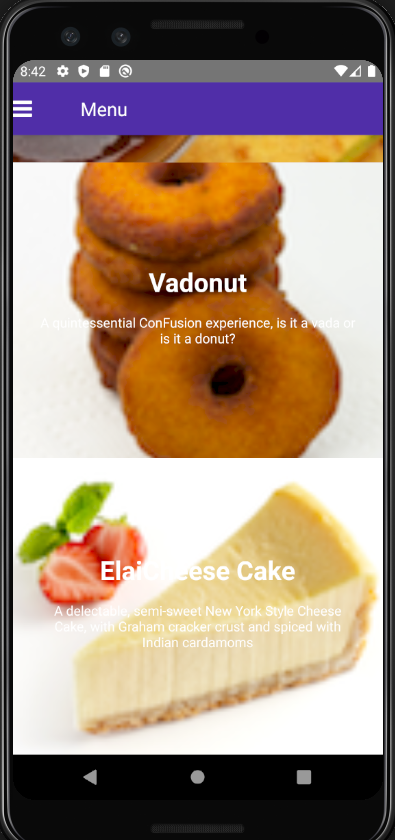 8:42
Menu
Vadonut
A quintessential ConFusion experience, is it a vada or
is it a donut?
ElaiCheese Cake
A delectable, semi-sweet New York Style Cheese
Cake, with Graham cracker crust and spiced with
Indian cardamoms